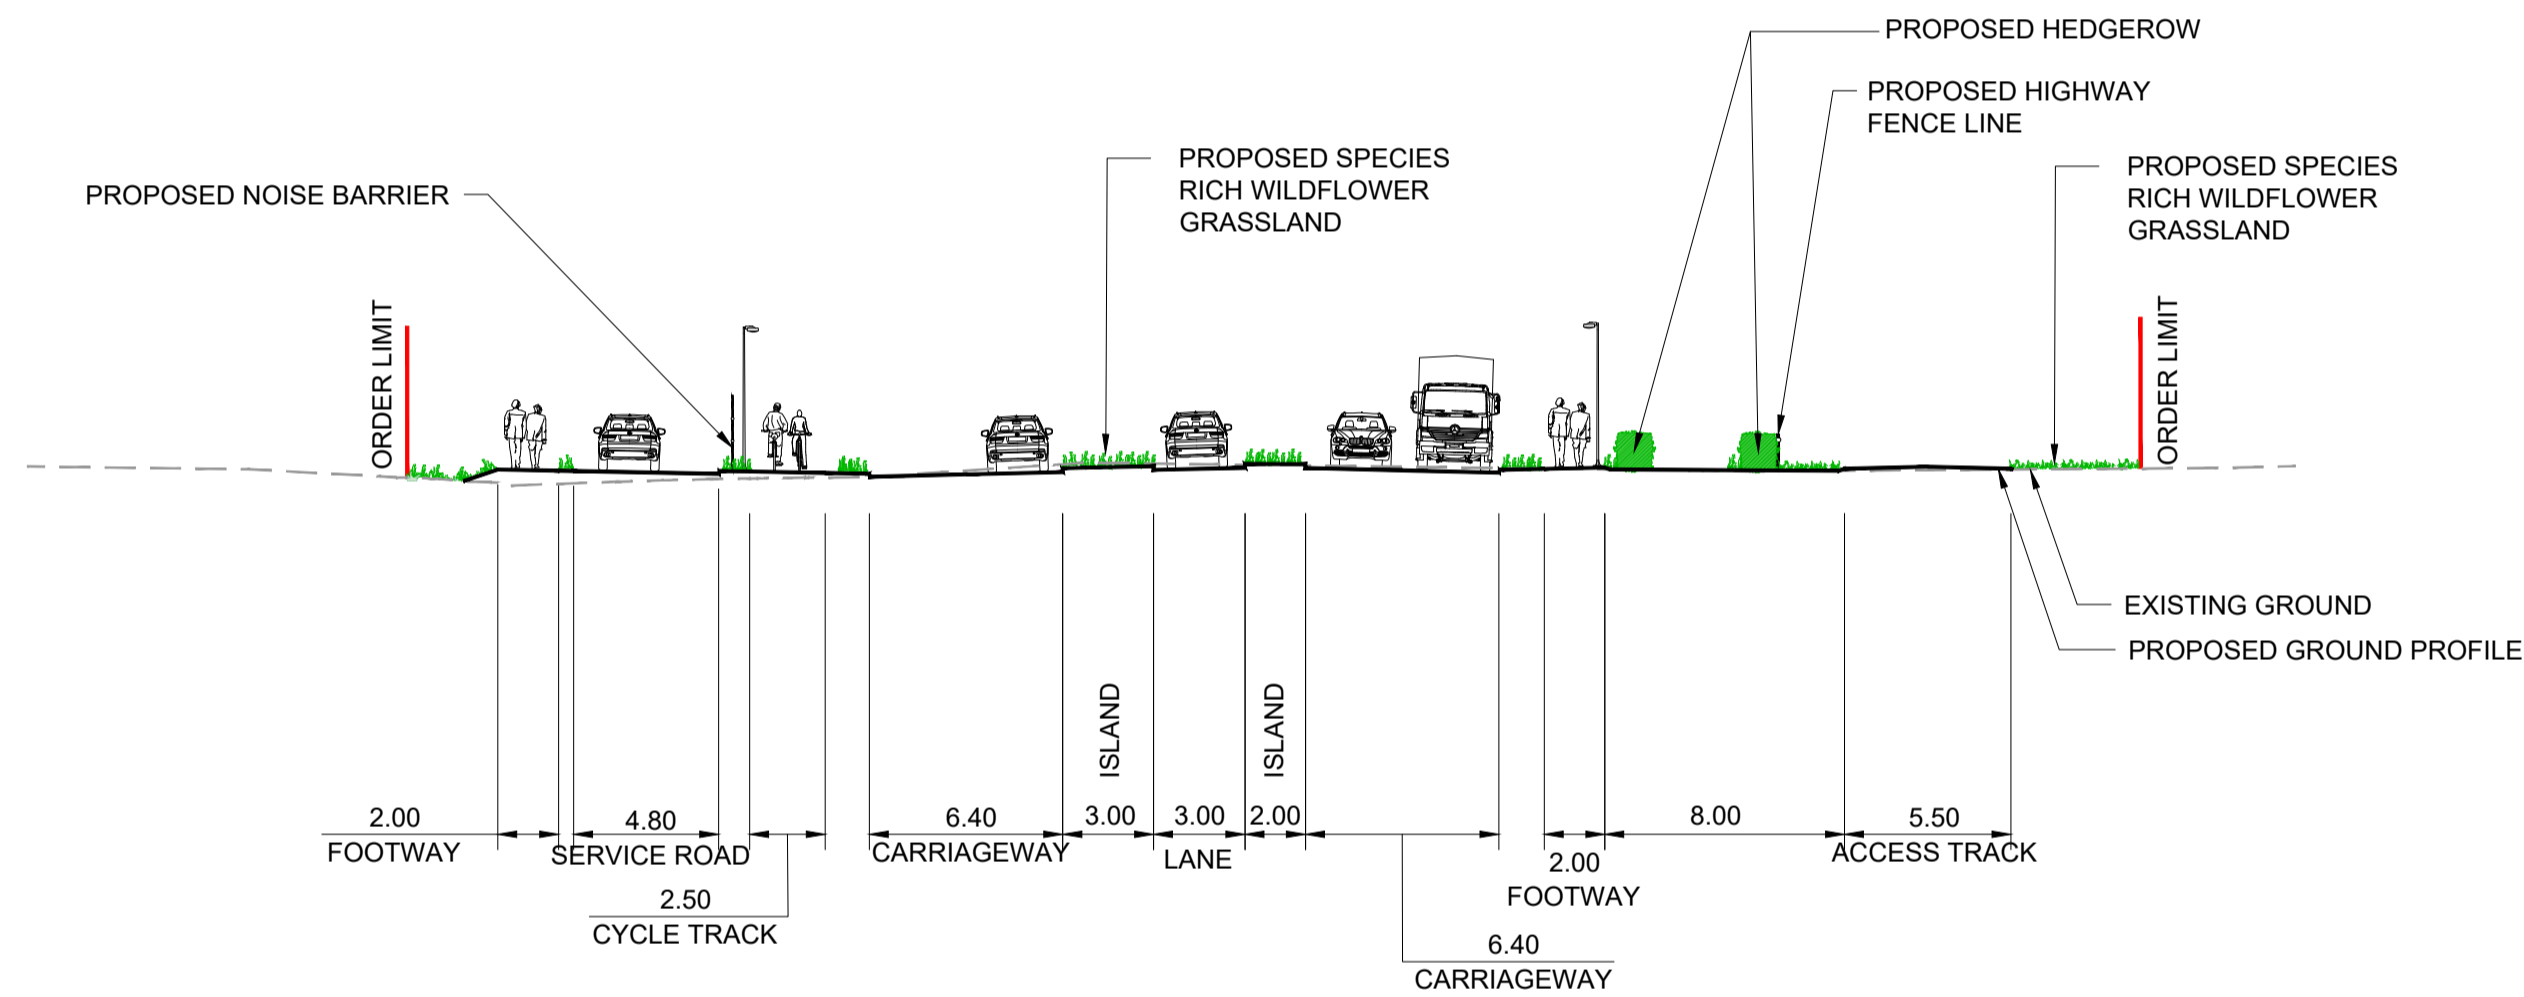 PROPOSED HEDGEROW
PROPOSED HIGHWAY
FENCE LINE
PROPOSED SPECIES
RICH WILDFLOWER
GRASSLAND
PROPOSED SPECIES
RICH WILDFLOWER
GRASSLAND
PROPOSED NOISE BARRIER
ORDER LIMIT
ORDER LIMIT
EXISTING GROUND
PROPOSED GROUND PROFILE
ISLAND
ISLAND
2.00
FOOTWAY
4.80
SERVICE ROAD
2.50
CYCLE TRACK
6.40
CARRIAGEWAY
3.00
3.00
LANE
2.00
6.40
CARRIAGEWAY
2.00
FOOTWAY
8.00
5.50
ACCESS TRACK